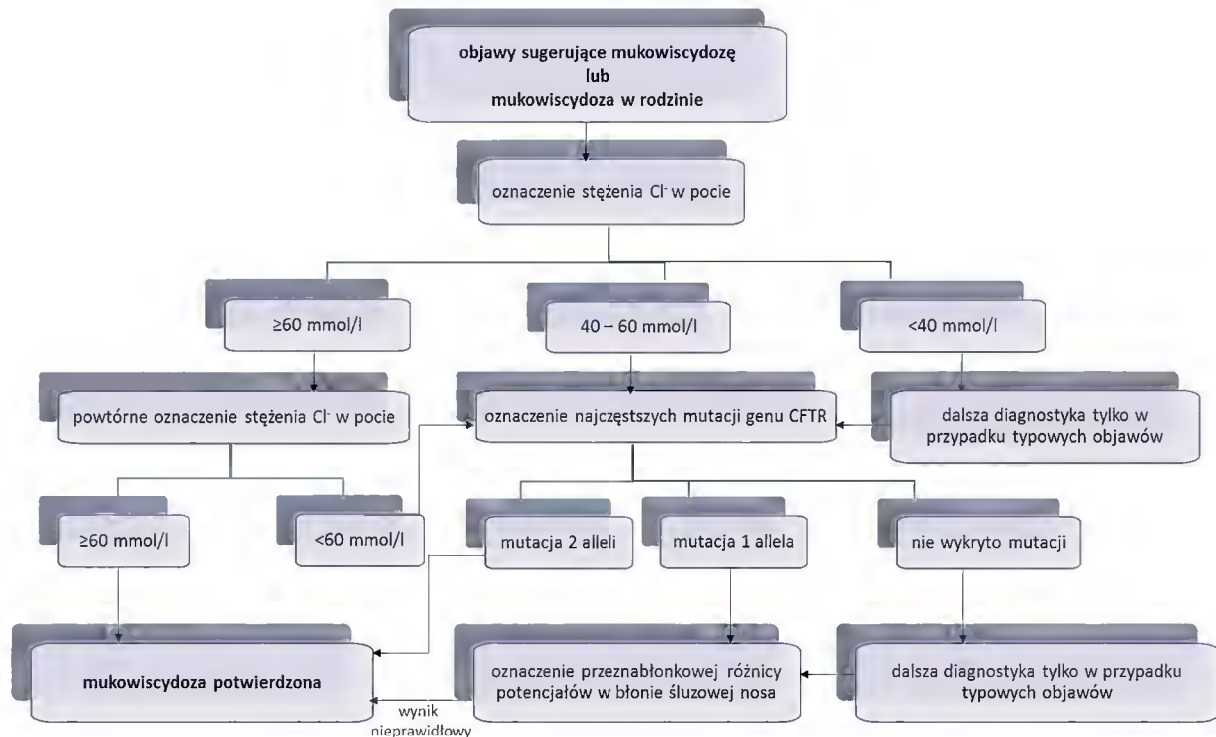 objawy sugerujące mukowiscydozę
lub
mukowiscydoza w rodzinie
oznaczenie stężenia Cl⁻ w pocie
≥60 mmol/l
40 – 60 mmol/l
<40 mmol/l
powtórne oznaczenie stężenia Cl⁻ w pocie
oznaczenie najczęstszych mutacji genu CFTR
dalsza diagnostyka tylko w
przypadku typowych objawów
≥60 mmol/l
<60 mmol/l
mutacja 2 alleli
mutacja 1 allela
nie wykryto mutacji
mukowiscydoza potwierdzona
wynik
nieprawidłowy
oznaczenie przeznabłonkowej różnicy
potencjałów w błonie śluzowej nosa
dalsza diagnostyka tylko w przypadku
typowych objawów